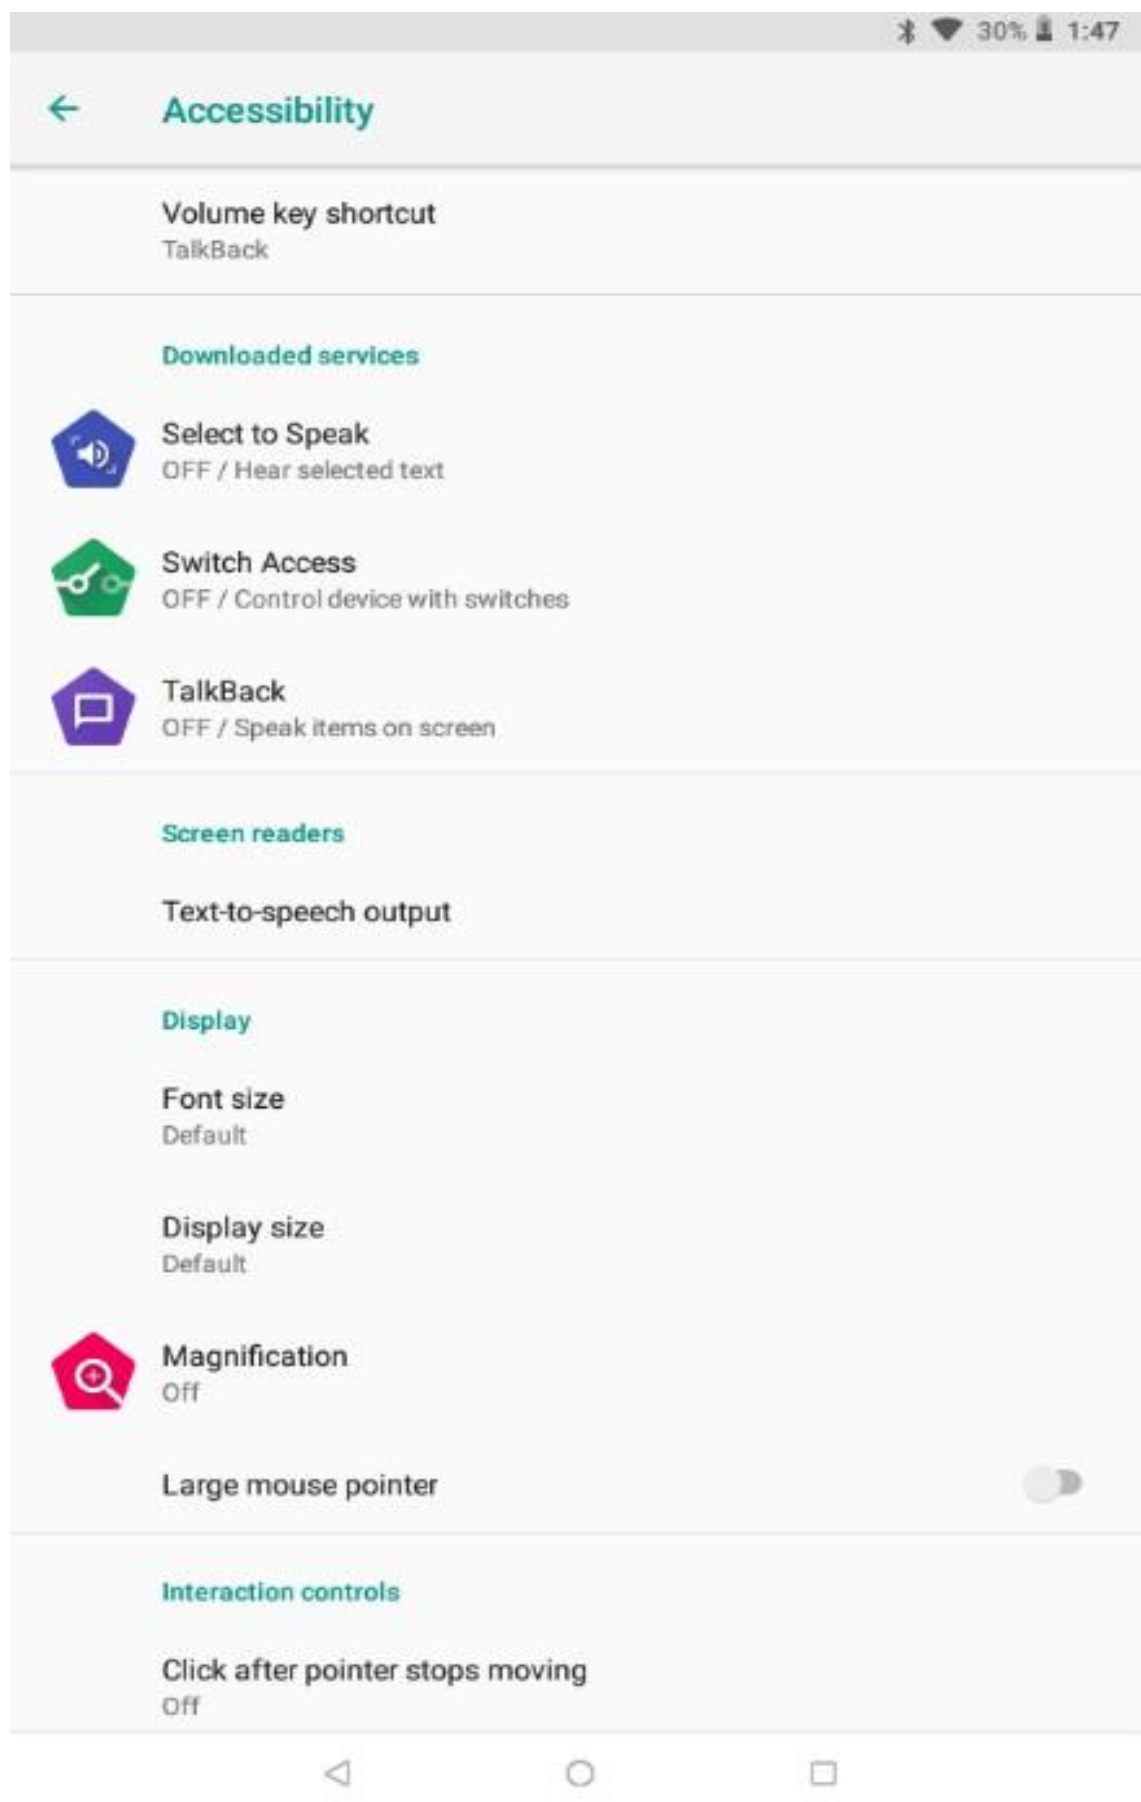 30% 1:47
Accessibility
Volume key shortcut
TalkBack
Downloaded services
Select to Speak
OFF / Hear selected text
Switch Access
OFF / Control device with switches
TalkBack
OFF / Speak items on screen
Screen readers
Text-to-speech output
Display
Font size
Default
Display size
Default
Magnification
Off
Large mouse pointer
Interaction controls
Click after pointer stops moving
Off